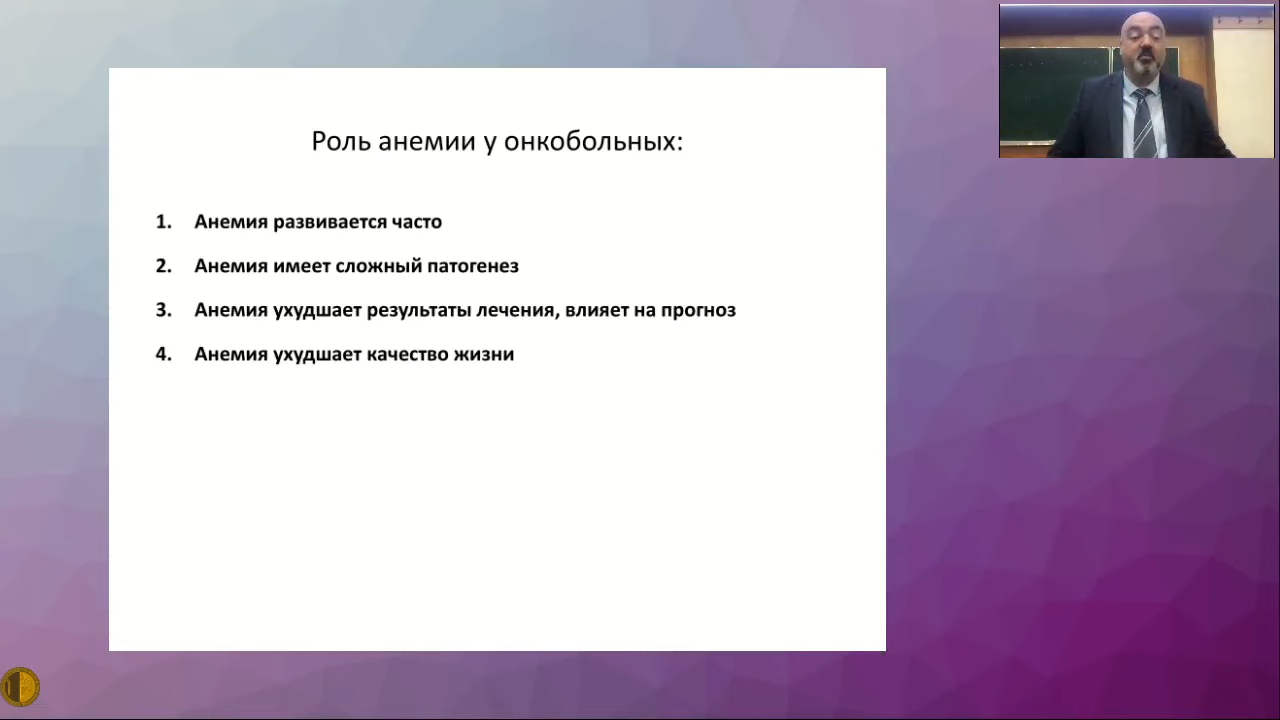 Роль анемии у онкобольных:
1. Анемия развивается часто
2. Анемия имеет сложный патогенез
3. Анемия ухудшает результаты лечения, влияет на прогноз
4. Анемия ухудшает качество жизни